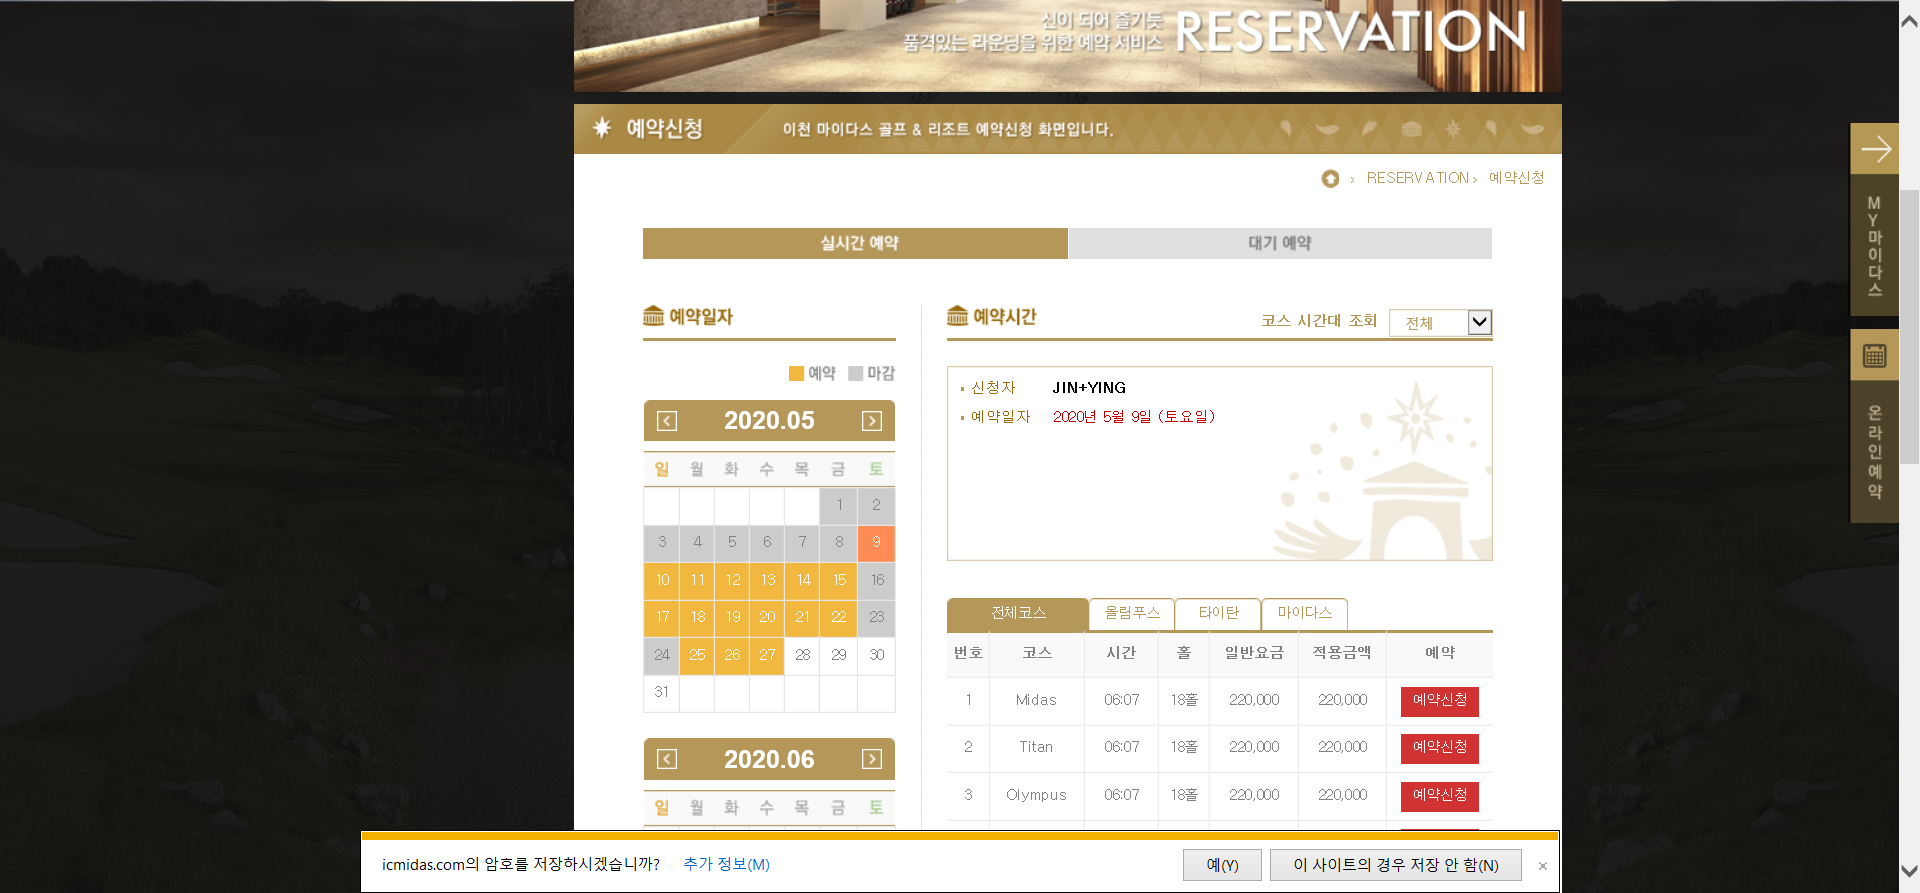 신이 되어 즐기듯
품격있는 라운딩을 위한 예약 서비스
RESERVATION
예약신청
이천 마이다스 골프 & 리조트 예약신청 화면입니다.
> RESERVATION > 예약신청
실시간 예약
대기 예약
예약일자
예약 마감
2020.05
일 월 화 수 목 금 토
1 2
3 4 5 6 7 8 9
10 11 12 13 14 15 16
17 18 19 20 21 22 23
24 25 26 27 28 29 30
31
2020.06
일 월 화 수 목 금 토
예약시간
코스 시간대 조회 전체
신청자 JIN+YING
예약일자 2020년 5월 9일 (토요일)
전체코스 올림푸스 타이탄 마이다스
번호 코스 시간 홀 일반요금 적용금액 예약
1 Midas 06:07 18홀 220,000 220,000 예약신청
2 Titan 06:07 18홀 220,000 220,000 예약신청
3 Olympus 06:07 18홀 220,000 220,000 예약신청
MY마이다스
온라인예약
icmidas.com의 암호를 저장하시겠습니까? 추가 정보(M)
예(Y)
이 사이트의 경우 저장 안 함(N)
×